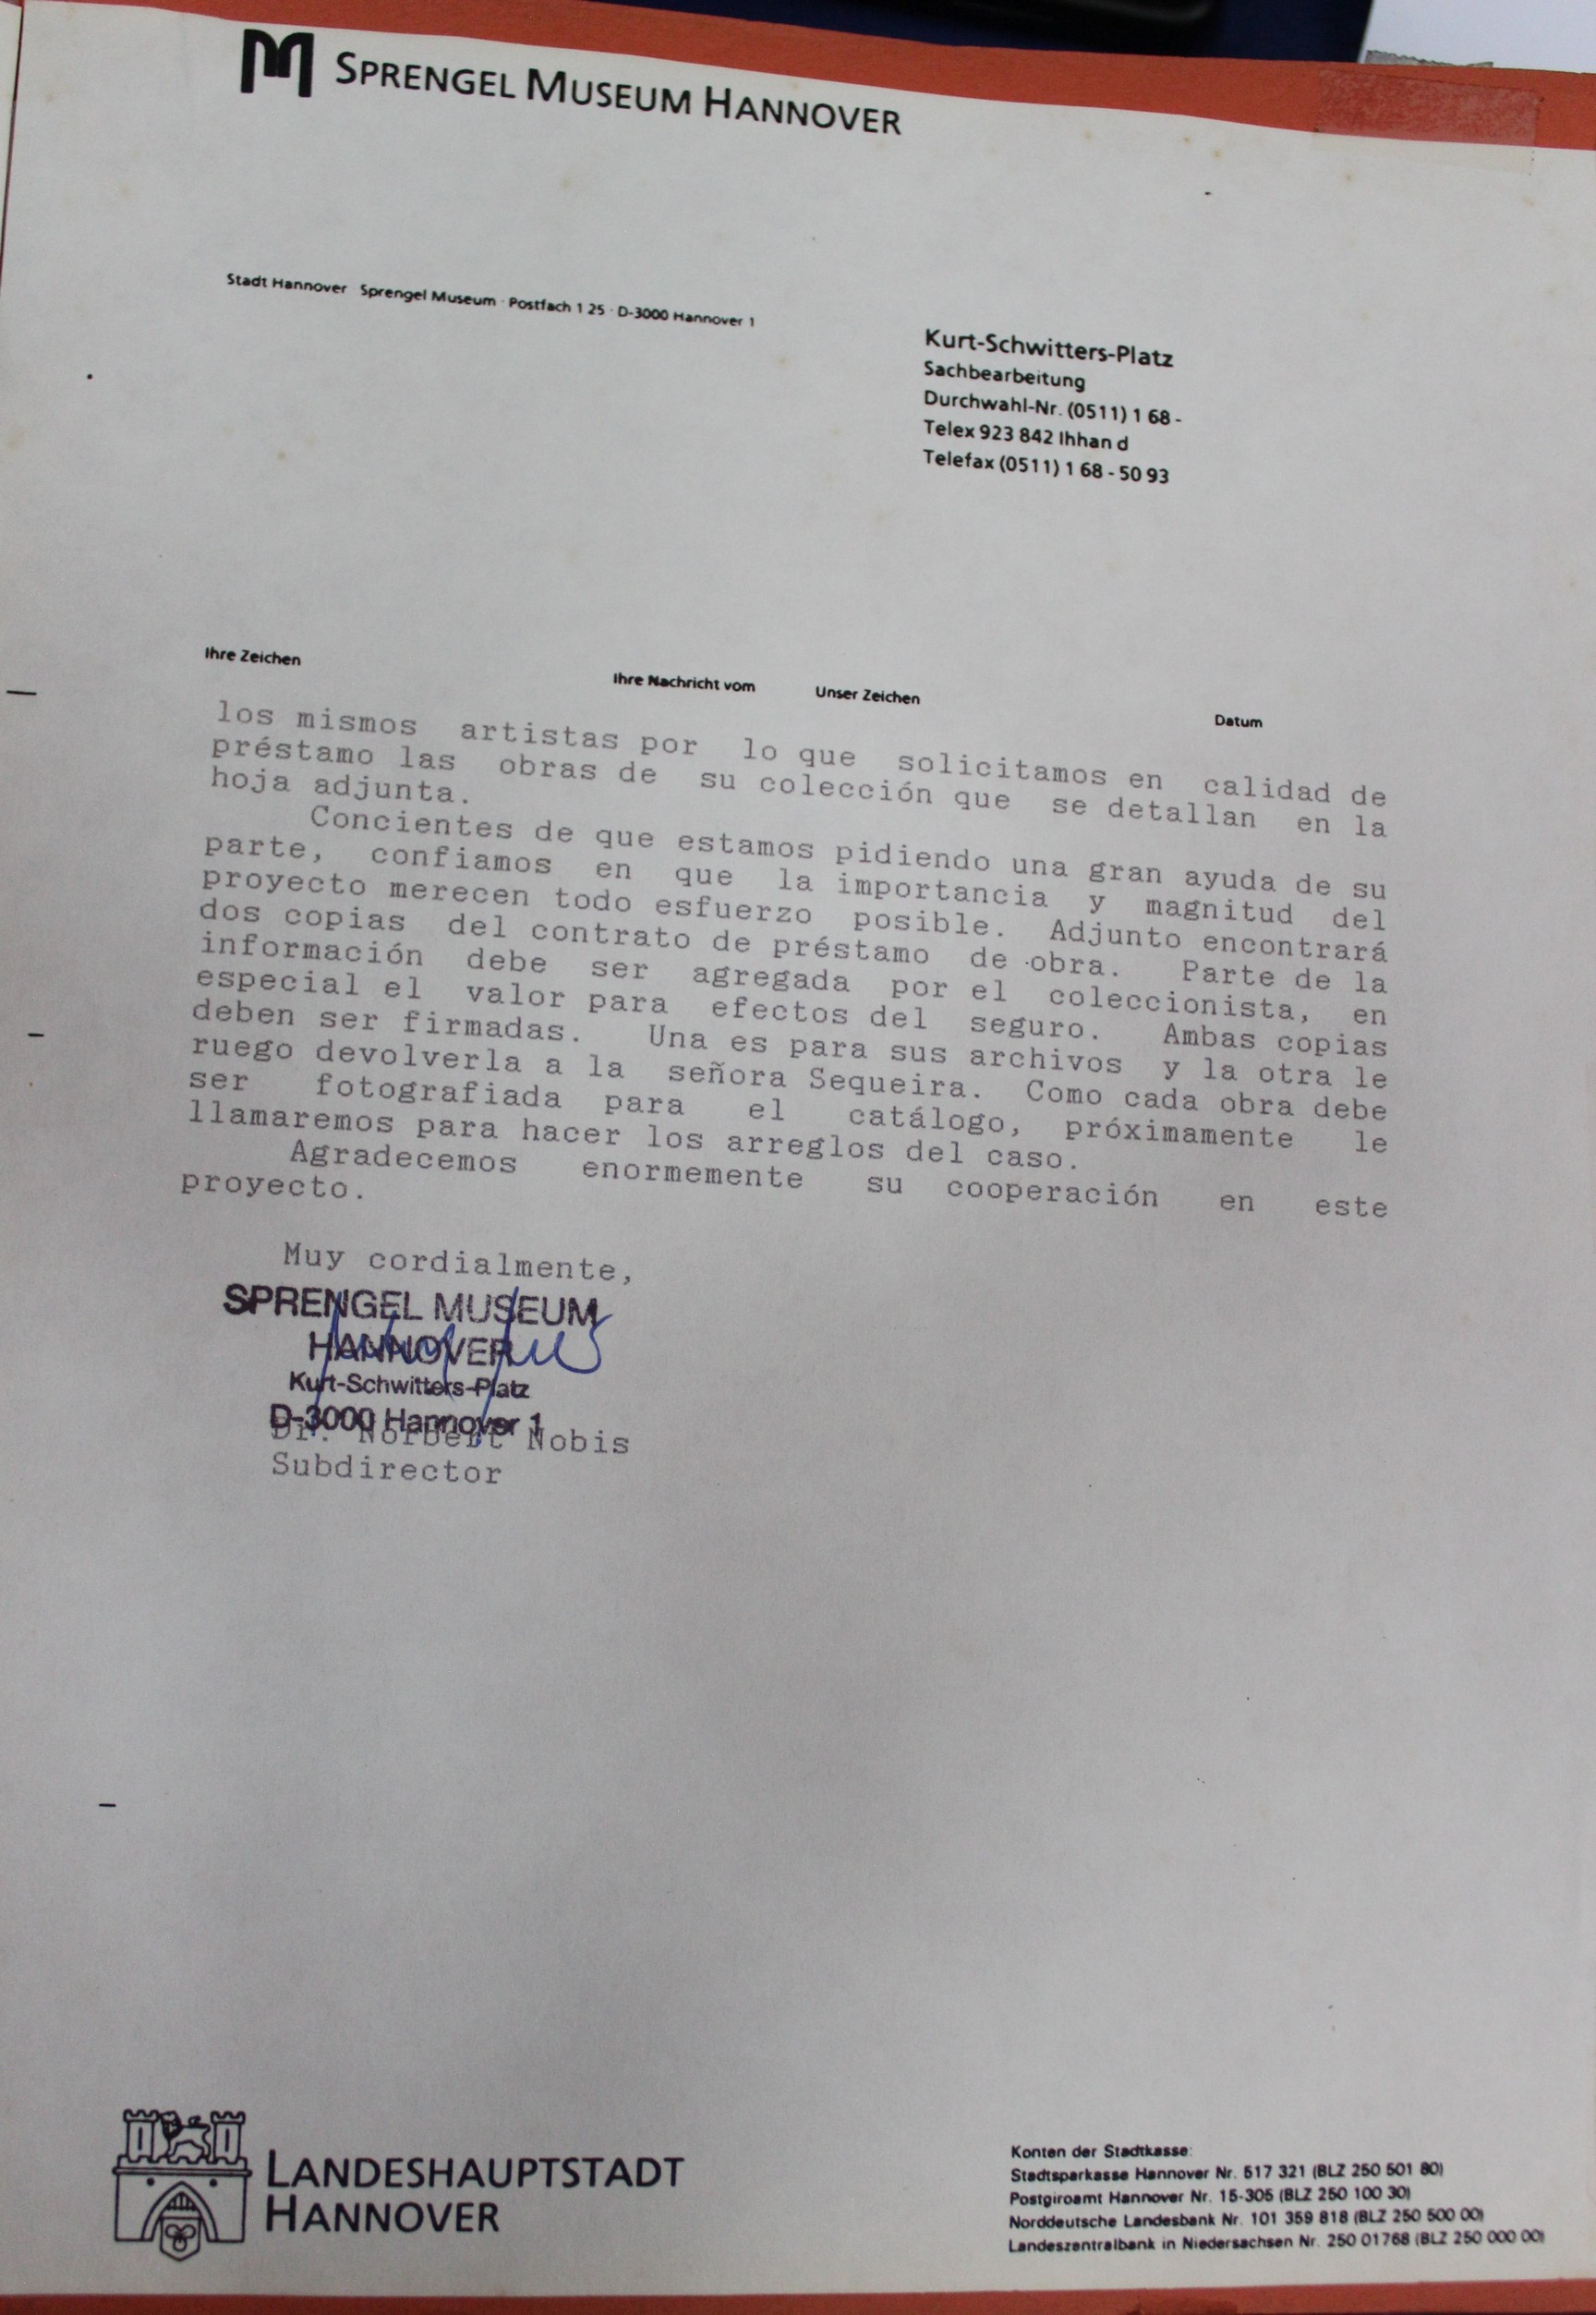 SPRENGEL MUSEUM HANNOVER
Stadt Hannover Sprengel Museum · Postfach 1 25 · D-3000 Hannover 1
Kurt-Schwitters-Platz
Sachbearbeitung
Durchwahl-Nr. (0511) 1 68 -
Telex 923 842 lhhan d
Telefax (0511) 1 68 - 50 93
Ihre Zeichen Ihre Nachricht vom Unser Zeichen Datum
los mismos artistas por lo que solicitamos en calidad de
préstamo las obras de su colección que se detallan en la
hoja adjunta.
Concientes de que estamos pidiendo una gran ayuda de su
parte, confiamos en que la importancia y magnitud del
proyecto merecen todo esfuerzo posible. Adjunto encontrará
dos copias del contrato de préstamo de obra. Parte de la
información debe ser agregada por el coleccionista, en
especial el valor para efectos del seguro. Ambas copias
deben ser firmadas. Una es para sus archivos y la otra le
ruego devolverla a la señora Sequeira. Como cada obra debe
ser fotografiada para el catálogo, próximamente le
llamaremos para hacer los arreglos del caso.
Agradecemos enormemente su cooperación en este
proyecto.
Muy cordialmente,
SPRENGEL MUSEUM
HANNOVER
Kurt-Schwitters-Platz
D-3000 Hannover 1
Dr. Norbert Nobis
Subdirector
LANDESHAUPTSTADT
HANNOVER
Konten der Stadtkasse:
Stadtsparkasse Hannover Nr. 517 321 (BLZ 250 501 80)
Postgiroamt Hannover Nr. 15-305 (BLZ 250 100 30)
Norddeutsche Landesbank Nr. 101 359 818 (BLZ 250 500 00)
Landeszentralbank in Niedersachsen Nr. 250 01768 (BLZ 250 000 00)